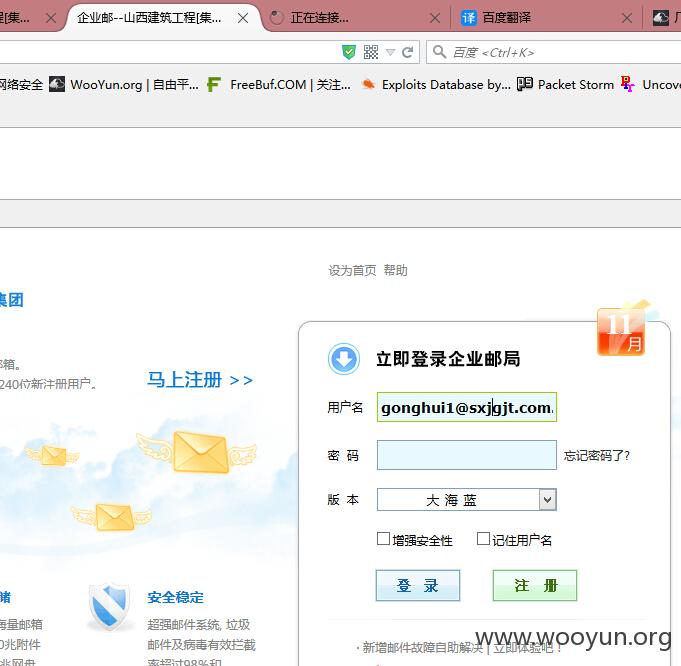 程[集...
企业邮--山西建筑工程[集...
正在连接...
译 百度翻译
百度 <Ctrl+K>
网络安全 WooYun.org | 自由平... FreeBuf.COM | 关注... Exploits Database by... Packet Storm Uncov
设为首页 帮助
集团
11月
立即登录企业邮局
邮箱。
240位新注册用户。
马上注册 >>
用户名 gonghui1@sxjgjt.com.
密 码 忘记密码了?
版 本 大 海 蓝
增强安全性 记住用户名
登 录 注 册
储
海量邮箱
附件
网盘
安全稳定
超强邮件系统, 垃圾
邮件及病毒有效拦截
率超过98%和
· 新增邮件故障自助解决 | 立即体验吧！
www.wooyun.org